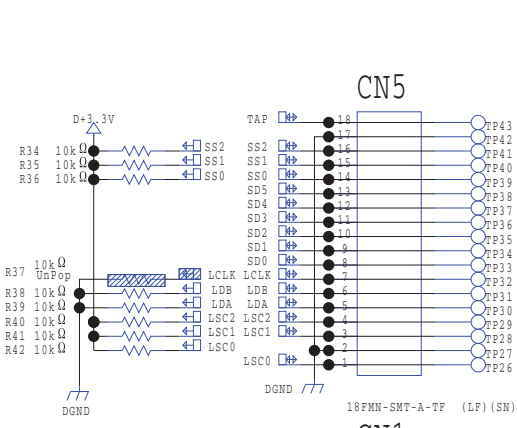 CN5
D+3.3V
TAP 18 TP43
17 TP42
R34 10kΩ SS2 SS2 16 TP41
R35 10kΩ SS1 SS1 15 TP40
R36 10kΩ SS0 SS0 14 TP39
SD5 13 TP38
SD4 12 TP37
SD3 11 TP36
SD2 10 TP35
SD1 9 TP34
SD0 8 TP33
R37 10kΩ UnPop LCLK LCLK 7 TP32
R38 10kΩ LDB LDB 6 TP31
R39 10kΩ LDA LDA 5 TP30
R40 10kΩ LSC2 LSC2 4 TP29
R41 10kΩ LSC1 LSC1 3 TP28
R42 10kΩ LSC0 2 TP27
LSC0 1 TP26
DGND
DGND
18FMN-SMT-A-TF (LF)(SN)